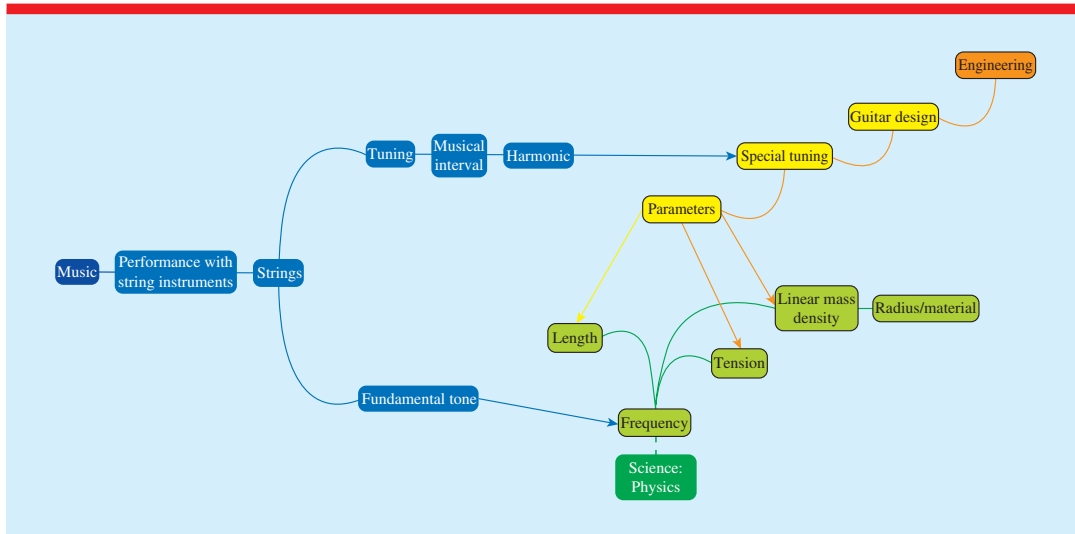 Engineering
Guitar design
Tuning
Musical
interval
Harmonic
Special tuning
Parameters
Music
Performance with
string instruments
Strings
Linear mass
density
Radius/material
Length
Tension
Fundamental tone
Frequency
Science:
Physics